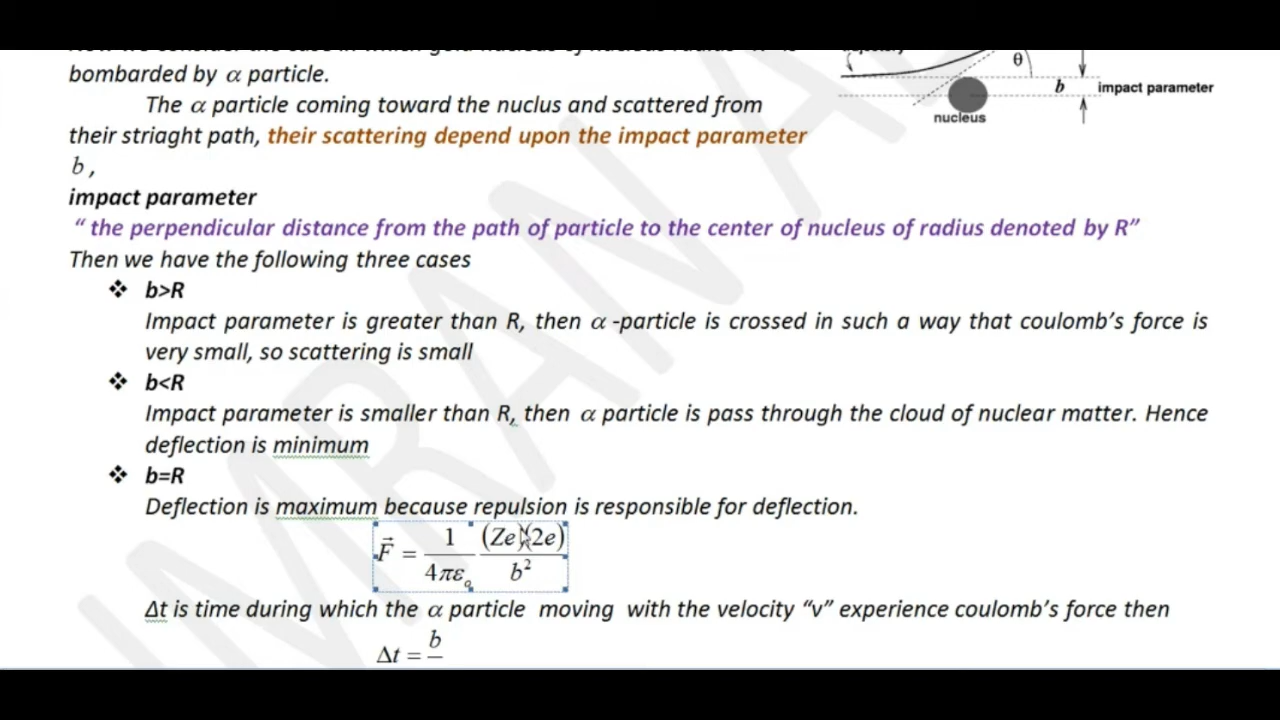 bombarded by α particle.
The α particle coming toward the nuclus and scattered from
their striaght path, their scattering depend upon the impact parameter
b ,
impact parameter
“ the perpendicular distance from the path of particle to the center of nucleus of radius denoted by R”
Then we have the following three cases
❖ b>R
Impact parameter is greater than R, then α -particle is crossed in such a way that coulomb’s force is
very small, so scattering is small
❖ b<R
Impact parameter is smaller than R, then α particle is pass through the cloud of nuclear matter. Hence
deflection is minimum
❖ b=R
Deflection is maximum because repulsion is responsible for deflection.
F⃗ = 1/4πε₀ (Ze)(2e)/b²
Δt is time during which the α particle moving with the velocity “v” experience coulomb’s force then
Δt = b
θ
b impact parameter
nucleus
IMRAN A